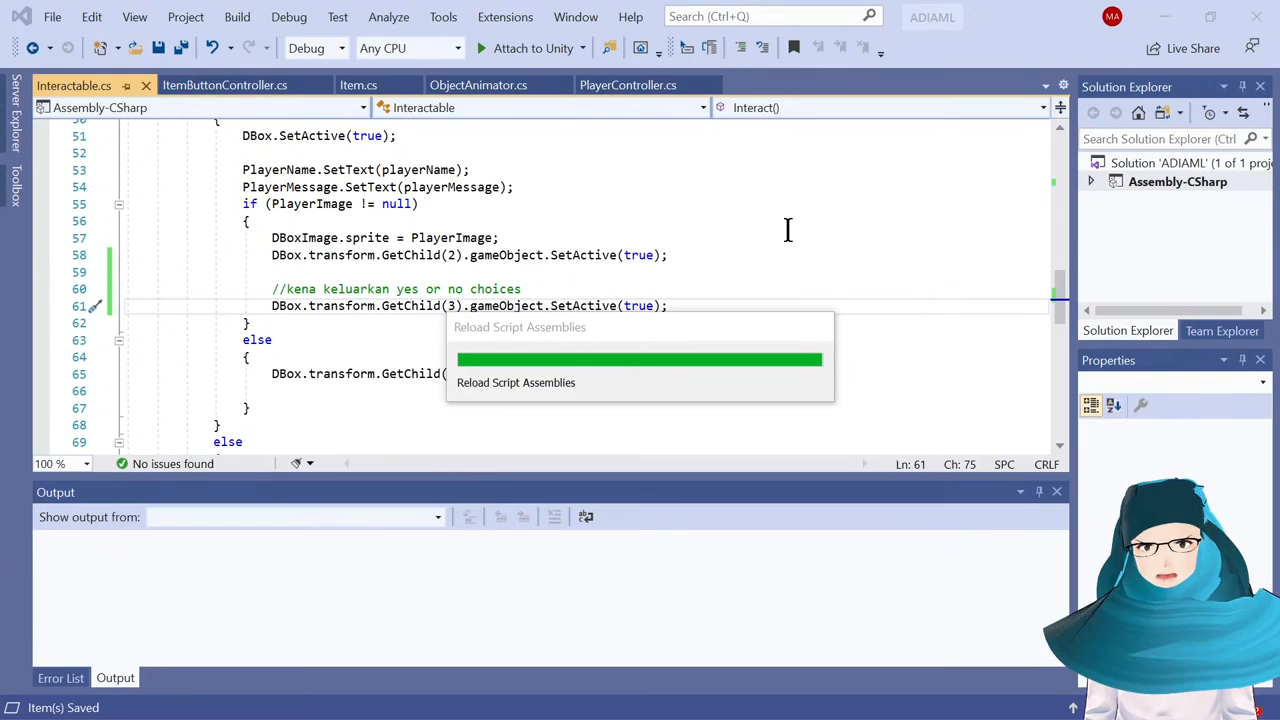 File Edit View Project Build Debug Test Analyze Tools Extensions Window Help Search (Ctrl+Q) ADIAML MA
Debug Any CPU Attach to Unity Live Share
Server Explorer
Toolbox
Interactable.cs ItemButtonController.cs Item.cs ObjectAnimator.cs PlayerController.cs
Assembly-CSharp Interactable Interact()
50 {
51 DBox.SetActive(true);
52
53 PlayerName.SetText(playerName);
54 PlayerMessage.SetText(playerMessage);
55 if (PlayerImage != null)
56 {
57 DBoxImage.sprite = PlayerImage;
58 DBox.transform.GetChild(2).gameObject.SetActive(true);
59
60 //kena keluarkan yes or no choices
61 DBox.transform.GetChild(3).gameObject.SetActive(true);
62 }
63 else
64 {
65 DBox.transform.GetChild(
66
67 }
68 }
69 else
Reload Script Assemblies
Reload Script Assemblies
100 % No issues found Ln: 61 Ch: 75 SPC CRLF
Output
Show output from:
Error List Output
Item(s) Saved
Solution Explorer
Search Solution Explorer (Ctrl
Solution 'ADIAML' (1 of 1 proje
Assembly-CSharp
Solution Explorer Team Explorer
Properties